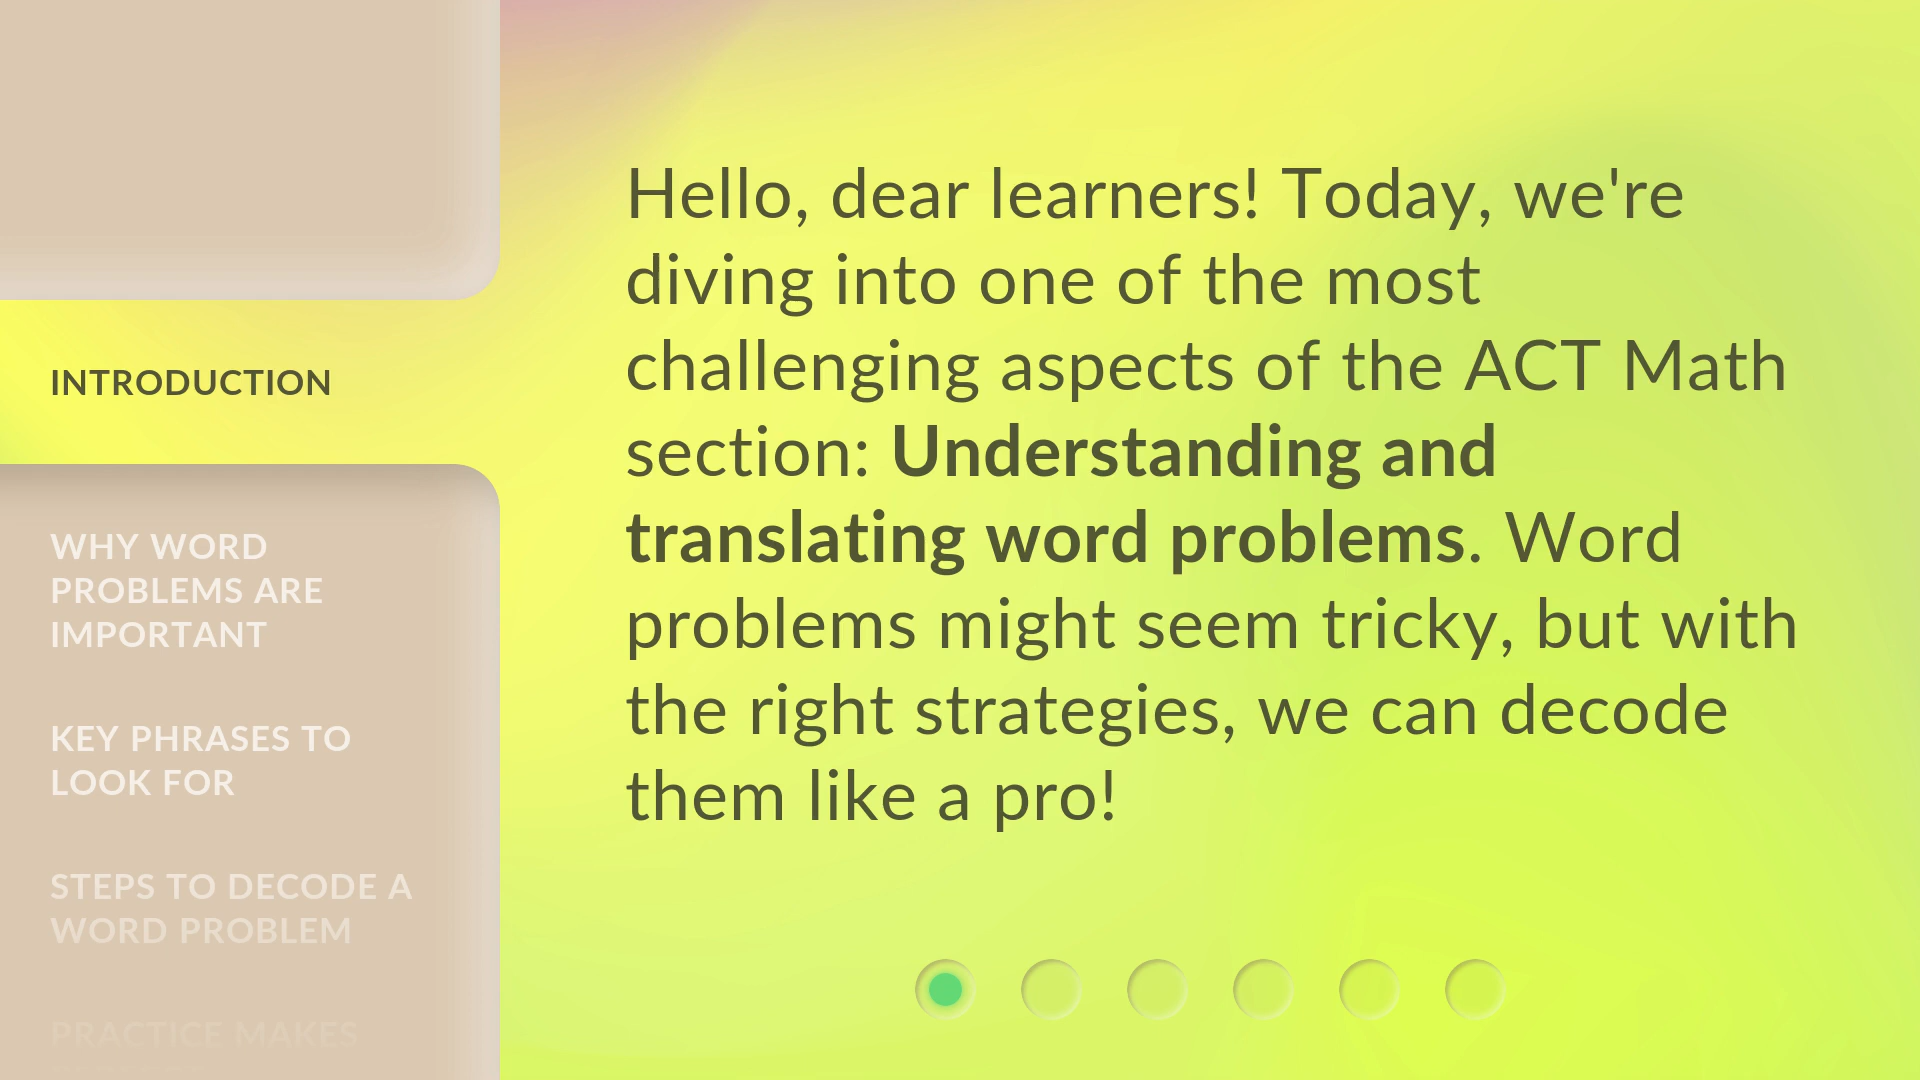 INTRODUCTION
WHY WORD
PROBLEMS ARE
IMPORTANT
KEY PHRASES TO
LOOK FOR
STEPS TO DECODE A
WORD PROBLEM
PRACTICE MAKES
Hello, dear learners! Today, we're
diving into one of the most
challenging aspects of the ACT Math
section: Understanding and
translating word problems. Word
problems might seem tricky, but with
the right strategies, we can decode
them like a pro!